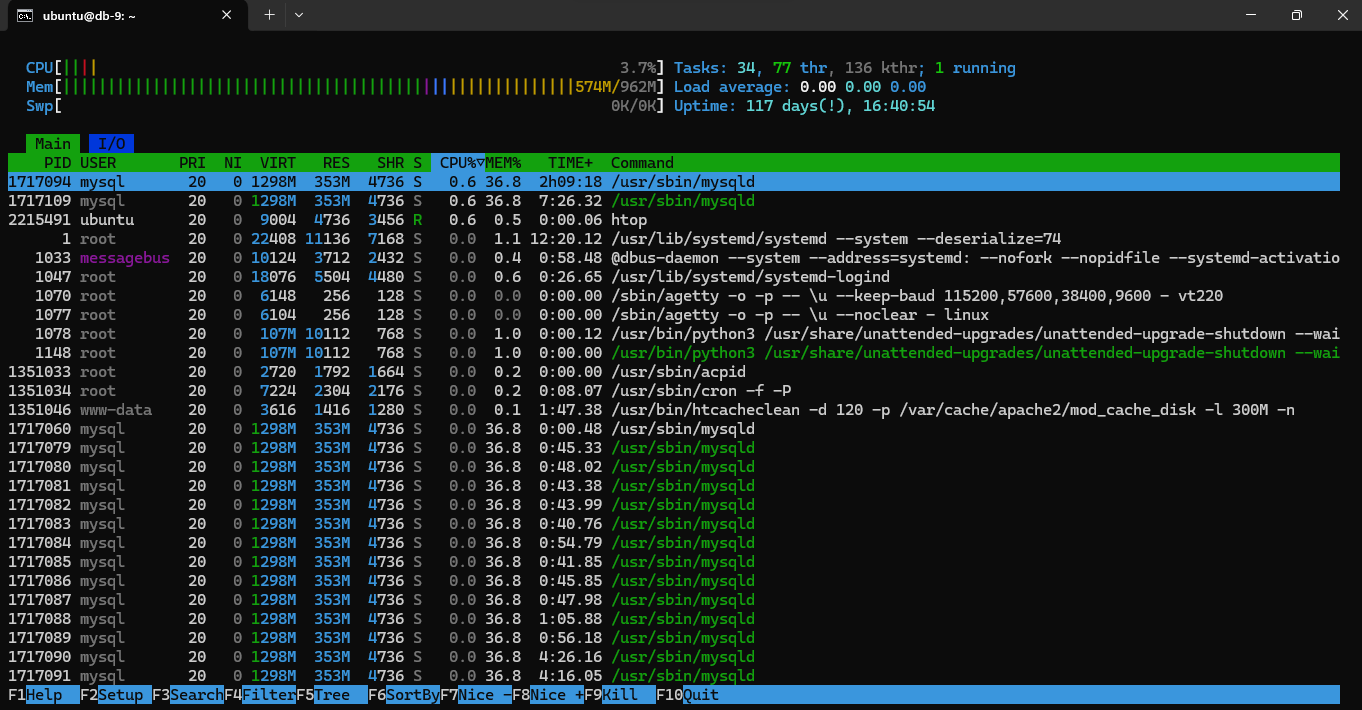 ubuntu@db-9: ~
CPU[|||| 3.7%] Tasks: 34, 77 thr, 136 kthr; 1 running
Mem[||||||||||||||||||||||||||||||||||||||||||||||||||||||||574M/962M] Load average: 0.00 0.00 0.00
Swp[ 0K/0K] Uptime: 117 days(!), 16:40:54
Main I/O
PID USER PRI NI VIRT RES SHR S CPU%▽MEM% TIME+ Command
1717094 mysql 20 0 1298M 353M 4736 S 0.6 36.8 2h09:18 /usr/sbin/mysqld
1717109 mysql 20 0 1298M 353M 4736 S 0.6 36.8 7:26.32 /usr/sbin/mysqld
2215491 ubuntu 20 0 9004 4736 3456 R 0.6 0.5 0:00.06 htop
1 root 20 0 22408 11136 7168 S 0.0 1.1 12:20.12 /usr/lib/systemd/systemd --system --deserialize=74
1033 messagebus 20 0 10124 3712 2432 S 0.0 0.4 0:58.48 @dbus-daemon --system --address=systemd: --nofork --nopidfile --systemd-activatio
1047 root 20 0 18076 5504 4480 S 0.0 0.6 0:26.65 /usr/lib/systemd/systemd-logind
1070 root 20 0 6148 256 128 S 0.0 0.0 0:00.00 /sbin/agetty -o -p -- \u --keep-baud 115200,57600,38400,9600 - vt220
1077 root 20 0 6104 256 128 S 0.0 0.0 0:00.00 /sbin/agetty -o -p -- \u --noclear - linux
1078 root 20 0 107M 10112 768 S 0.0 1.0 0:00.12 /usr/bin/python3 /usr/share/unattended-upgrades/unattended-upgrade-shutdown --wai
1148 root 20 0 107M 10112 768 S 0.0 1.0 0:00.00 /usr/bin/python3 /usr/share/unattended-upgrades/unattended-upgrade-shutdown --wai
1351033 root 20 0 2720 1792 1664 S 0.0 0.2 0:00.00 /usr/sbin/acpid
1351034 root 20 0 7224 2304 2176 S 0.0 0.2 0:08.07 /usr/sbin/cron -f -P
1351046 www-data 20 0 3616 1416 1280 S 0.0 0.1 1:47.38 /usr/bin/htcacheclean -d 120 -p /var/cache/apache2/mod_cache_disk -l 300M -n
1717060 mysql 20 0 1298M 353M 4736 S 0.0 36.8 0:00.48 /usr/sbin/mysqld
1717079 mysql 20 0 1298M 353M 4736 S 0.0 36.8 0:45.33 /usr/sbin/mysqld
1717080 mysql 20 0 1298M 353M 4736 S 0.0 36.8 0:48.02 /usr/sbin/mysqld
1717081 mysql 20 0 1298M 353M 4736 S 0.0 36.8 0:43.38 /usr/sbin/mysqld
1717082 mysql 20 0 1298M 353M 4736 S 0.0 36.8 0:43.99 /usr/sbin/mysqld
1717083 mysql 20 0 1298M 353M 4736 S 0.0 36.8 0:40.76 /usr/sbin/mysqld
1717084 mysql 20 0 1298M 353M 4736 S 0.0 36.8 0:54.79 /usr/sbin/mysqld
1717085 mysql 20 0 1298M 353M 4736 S 0.0 36.8 0:41.85 /usr/sbin/mysqld
1717086 mysql 20 0 1298M 353M 4736 S 0.0 36.8 0:45.85 /usr/sbin/mysqld
1717087 mysql 20 0 1298M 353M 4736 S 0.0 36.8 0:47.98 /usr/sbin/mysqld
1717088 mysql 20 0 1298M 353M 4736 S 0.0 36.8 1:05.88 /usr/sbin/mysqld
1717089 mysql 20 0 1298M 353M 4736 S 0.0 36.8 0:56.18 /usr/sbin/mysqld
1717090 mysql 20 0 1298M 353M 4736 S 0.0 36.8 4:26.16 /usr/sbin/mysqld
1717091 mysql 20 0 1298M 353M 4736 S 0.0 36.8 4:16.05 /usr/sbin/mysqld
F1Help F2Setup F3SearchF4FilterF5Tree F6SortByF7Nice -F8Nice +F9Kill F10Quit